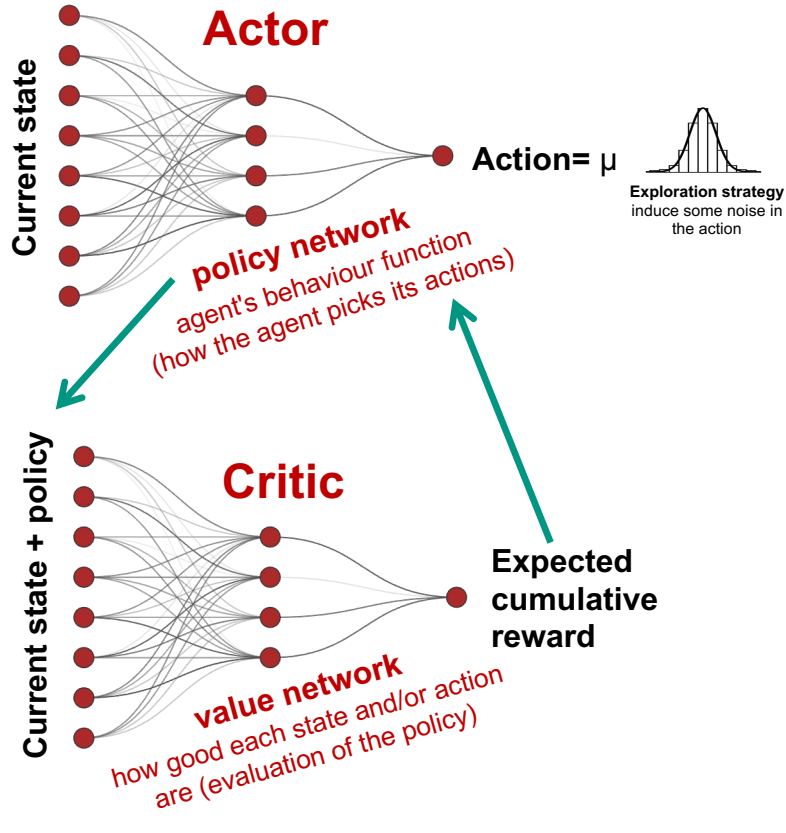 Actor
Current state
Action= μ
Exploration strategy
induce some noise in
the action
policy network
agent's behaviour function
(how the agent picks its actions)
Critic
Current state + policy
Expected
cumulative
reward
value network
how good each state and/or action
are (evaluation of the policy)